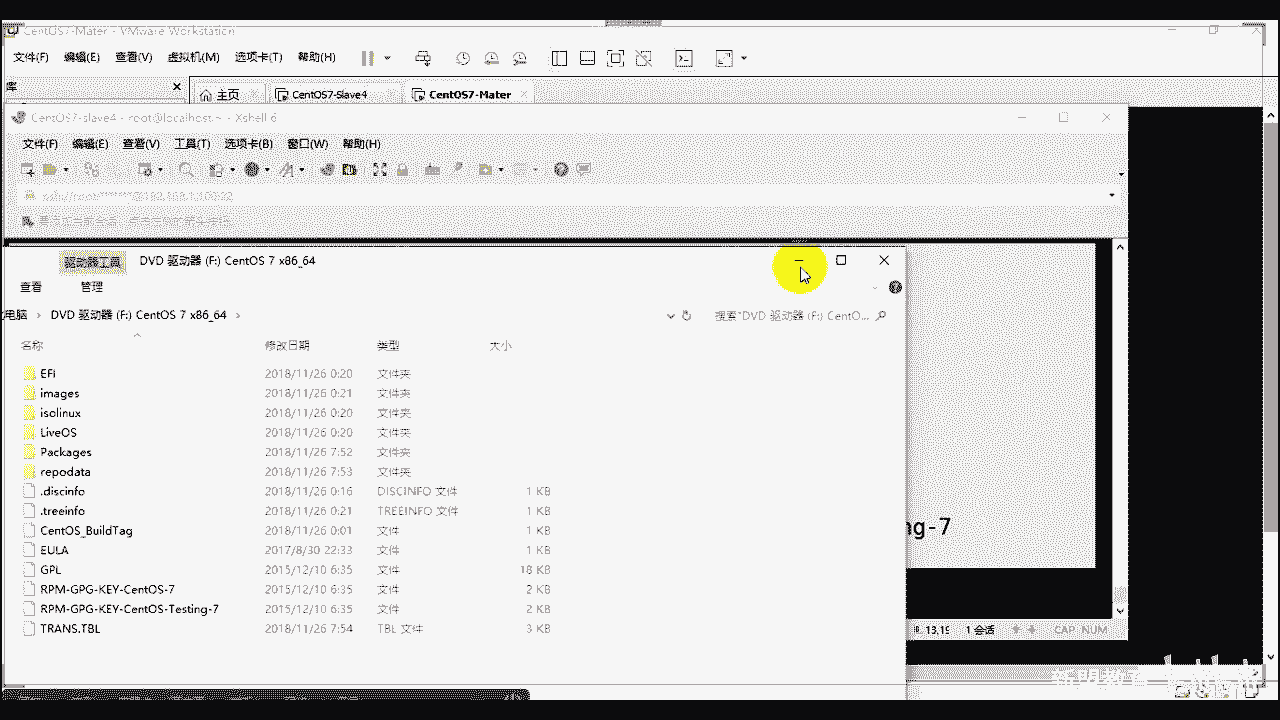 CentOS7-Mater - VMware Workstation
文件(F) 编辑(E) 查看(V) 虚拟机(M) 选项卡(T) 帮助(H)
库
主页 CentOS7-Slave4 CentOS7-Mater
CentOS7-slave4 - root@localhost:~ - Xshell 6
文件(F) 编辑(E) 查看(V) 工具(T) 选项卡(B) 窗口(W) 帮助(H)
驱动器工具 DVD 驱动器 (F:) CentOS 7 x86_64
查看 管理
电脑 › DVD 驱动器 (F:) CentOS 7 x86_64 ›
搜索"DVD 驱动器 (F:) CentO...
名称 修改日期 类型 大小
EFI 2018/11/26 0:20 文件夹
images 2018/11/26 0:21 文件夹
isolinux 2018/11/26 0:20 文件夹
LiveOS 2018/11/26 0:20 文件夹
Packages 2018/11/26 7:52 文件夹
repodata 2018/11/26 7:53 文件夹
.discinfo 2018/11/26 0:16 DISCINFO 文件 1 KB
.treeinfo 2018/11/26 0:21 TREEINFO 文件 1 KB
CentOS_BuildTag 2018/11/26 0:01 文件 1 KB
EULA 2017/8/30 22:33 文件 1 KB
GPL 2015/12/10 6:35 文件 18 KB
RPM-GPG-KEY-CentOS-7 2015/12/10 6:35 文件 2 KB
RPM-GPG-KEY-CentOS-Testing-7 2015/12/10 6:35 文件 2 KB
TRANS.TBL 2018/11/26 7:54 TBL 文件 3 KB
ng-7
13,19 1 会话 CAP NUM